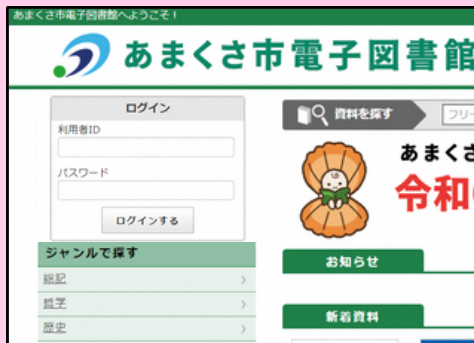 あまくさ市電子図書館へようこそ！
あまくさ市電子図書館
ログイン
利用者ID
パスワード
ログインする
ジャンルで探す
総記
哲学
歴史
資料を探す
フリー
あまくさ
令和
お知らせ
新着資料